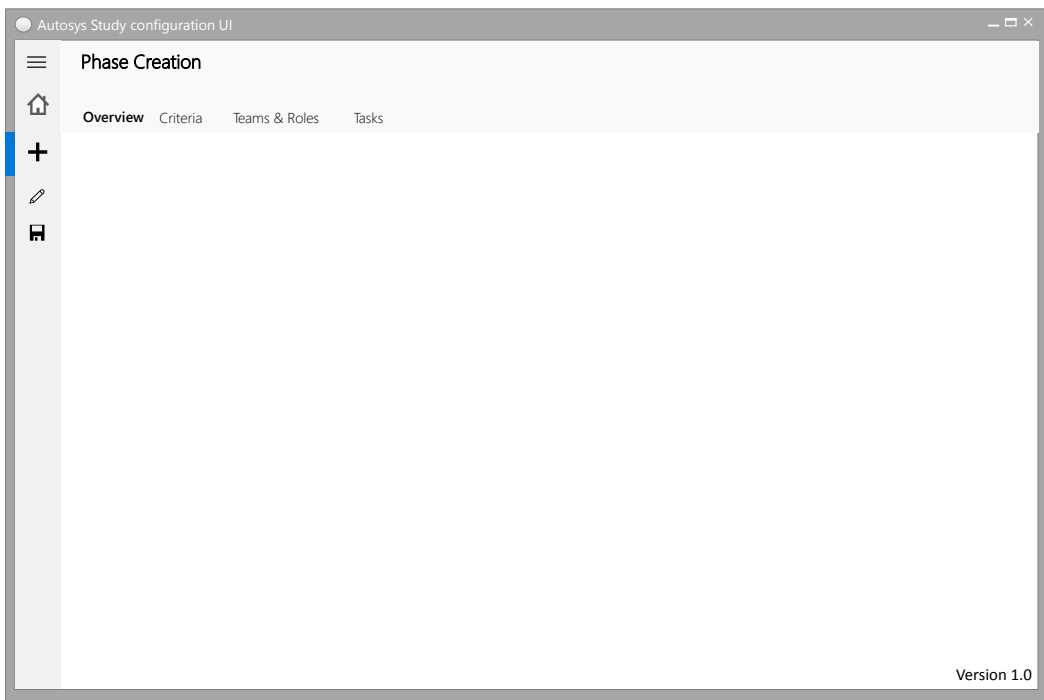 Autosys Study configuration UI
Phase Creation
Overview Criteria Teams & Roles Tasks
Version 1.0